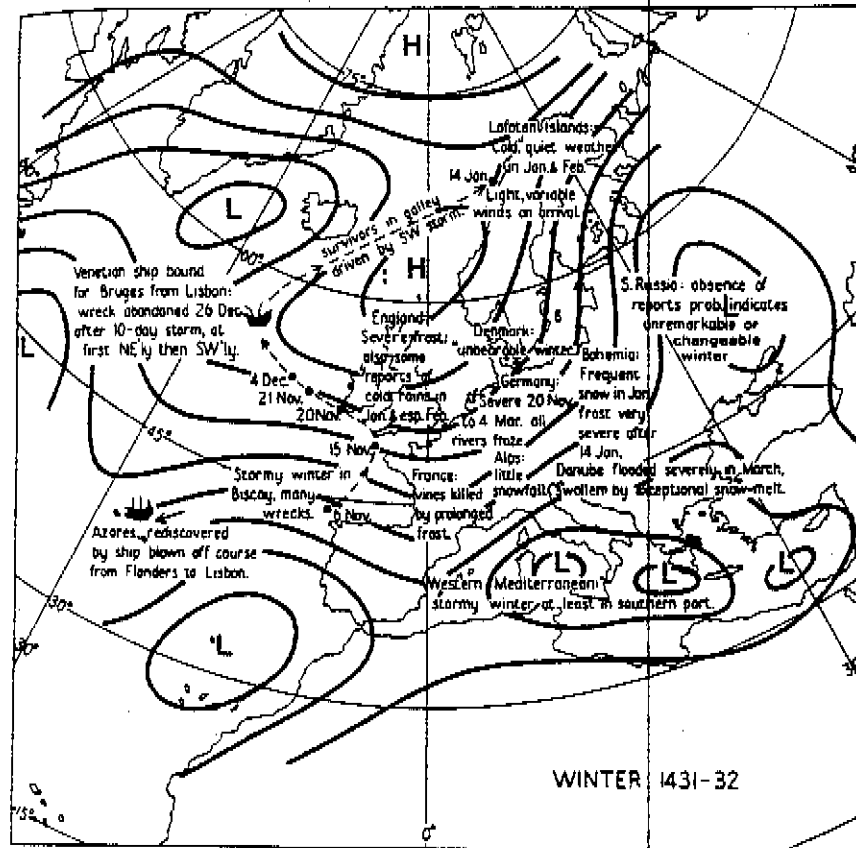 H
75°
Lofoten Islands:
Cold, quiet weather
in Jan. & Feb.
14 Jan.
Light, variable
winds on arrival.
L
survivors in galley
driven by SW storm.
60°
H
Venetian ship bound
for Bruges from Lisbon:
wreck abandoned 26 Dec.
after 10-day storm, at
first NE'ly then SW'ly.
L
4 Dec.
21 Nov.
20 Nov.
15 Nov.
England:
Severe frost:
also some
reports of
cold rains in
Jan. & esp. Feb.
Denmark:
"unbearable winter"
Germany:
Severe 20 Nov.
to 4 Mar. all
rivers froze
Alps:
little
snowfall
Bohemia:
Frequent
snow in Jan.
frost very
severe after
14 Jan.
S. Russia: absence of
reports prob. indicates
unremarkable or
changeable
winter
L
45°
Stormy winter in
Biscay, many
wrecks.
6 Nov.
France:
vines killed
by prolonged
frost.
Danube flooded severely in March,
swollen by exceptional snow-melt.
Azores rediscovered
by ship blown off course
from Flanders to Lisbon.
Western Mediterranean:
stormy winter at least in southern part.
L
L
L
30°
30°
L
WINTER 1431-32
15°
0°